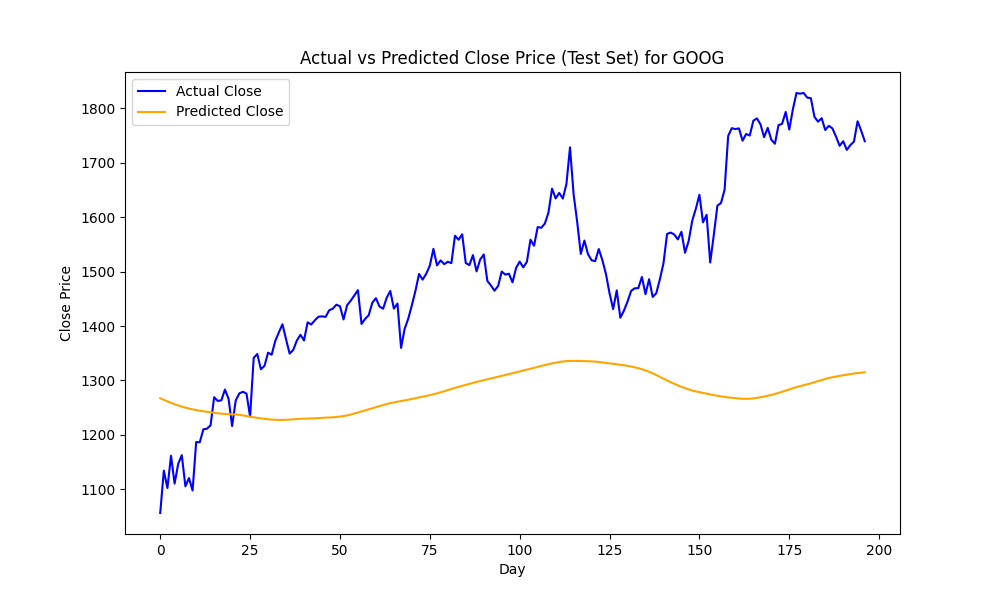 Actual vs Predicted Close Price (Test Set) for GOOG
Actual Close
Predicted Close
Close Price
1800
1700
1600
1500
1400
1300
1200
1100
0 25 50 75 100 125 150 175 200
Day